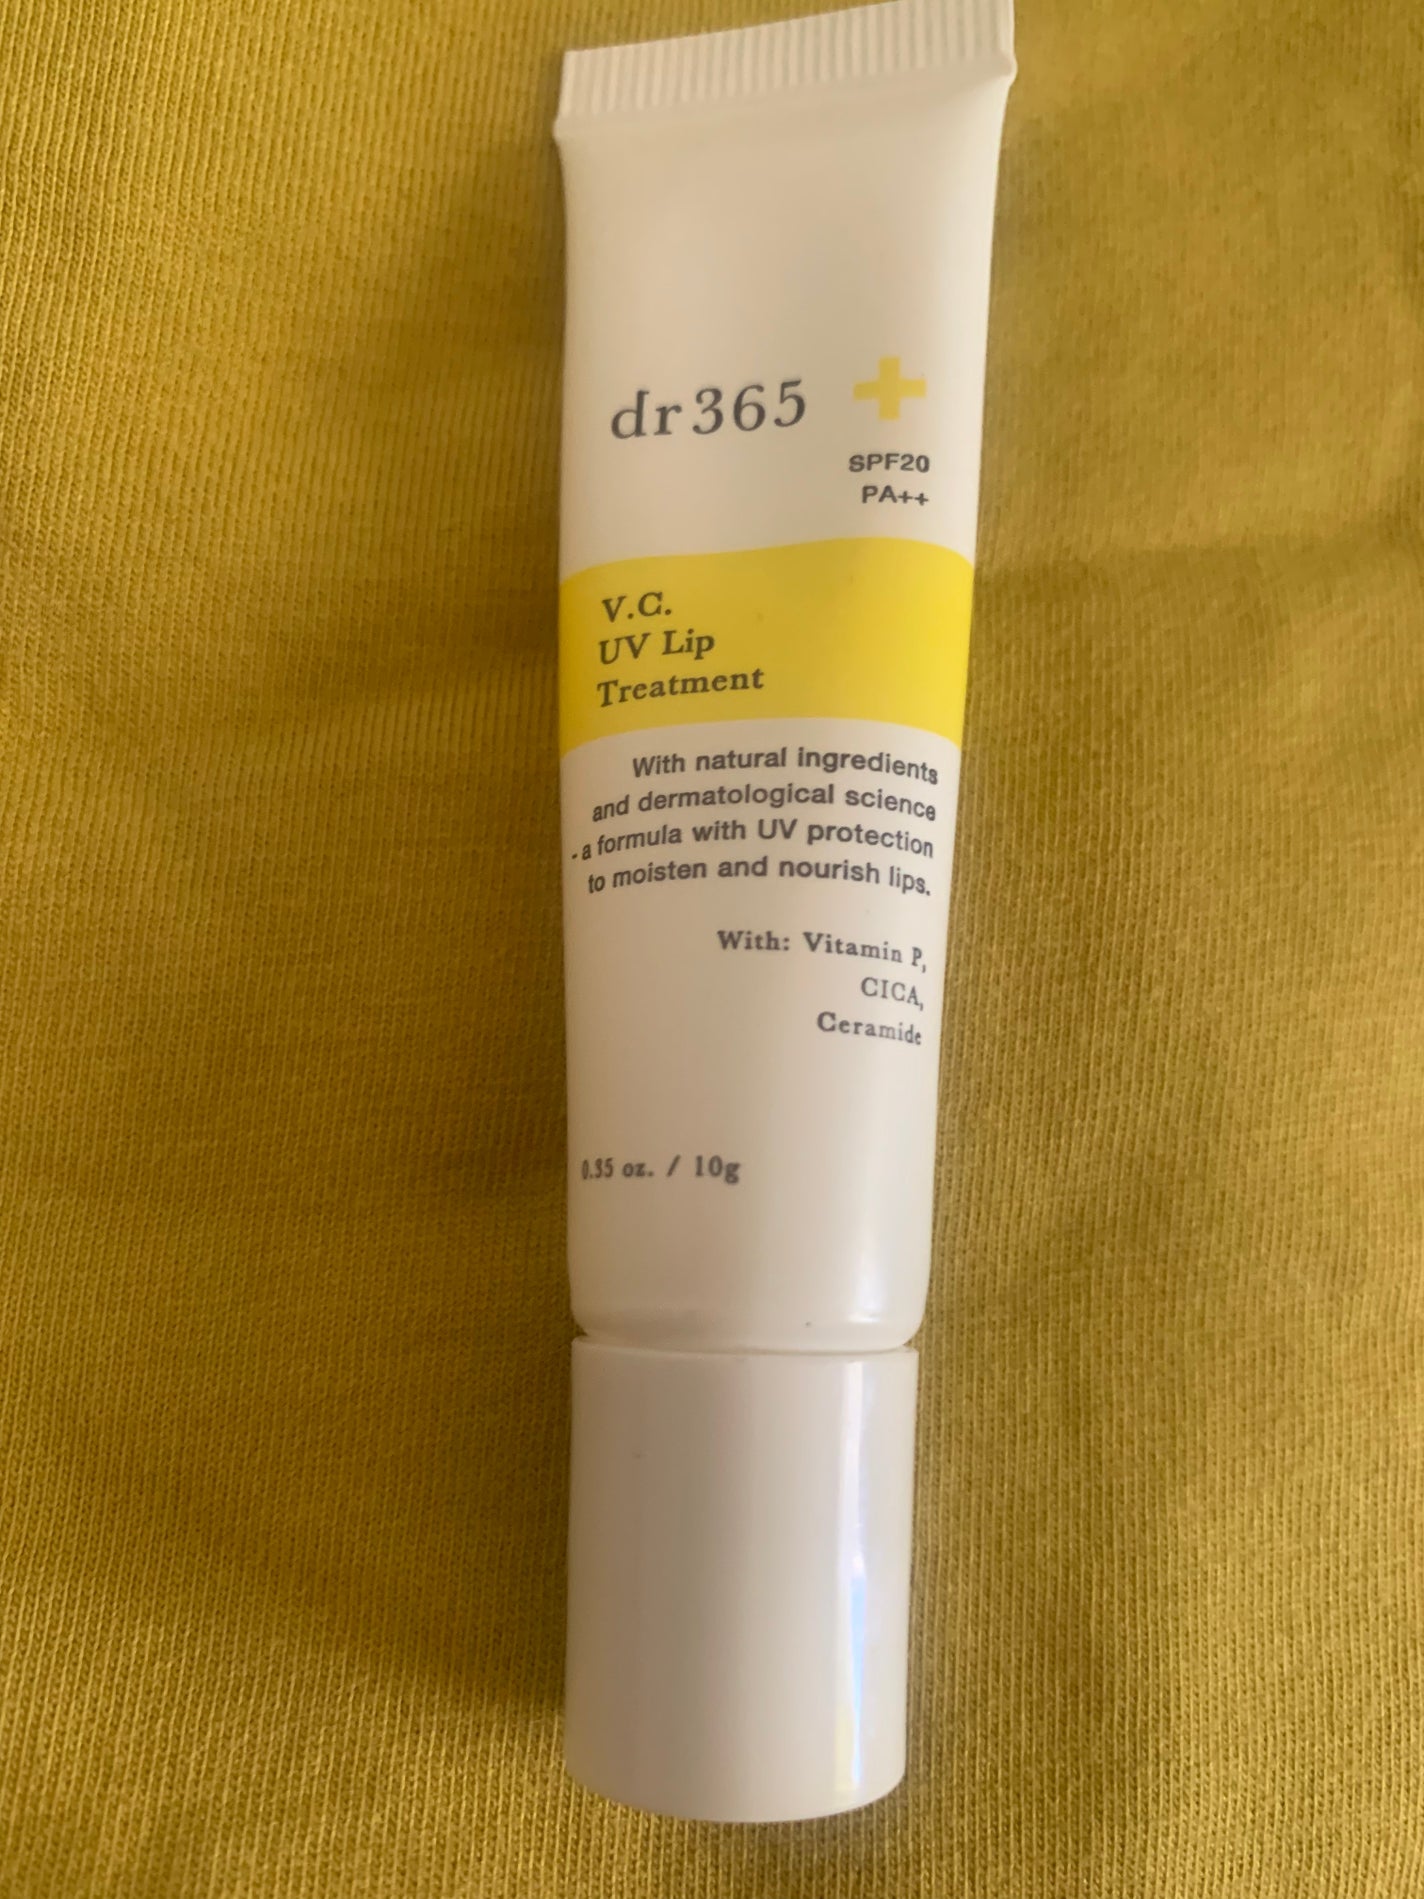 dr365
SPF20
PA++
V.C.
UV Lip
Treatment
With natural ingredients
and dermatological science
- a formula with UV protection
to moisten and nourish lips.
With: Vitamin P,
CICA,
Ceramide
0.35 oz. / 10g